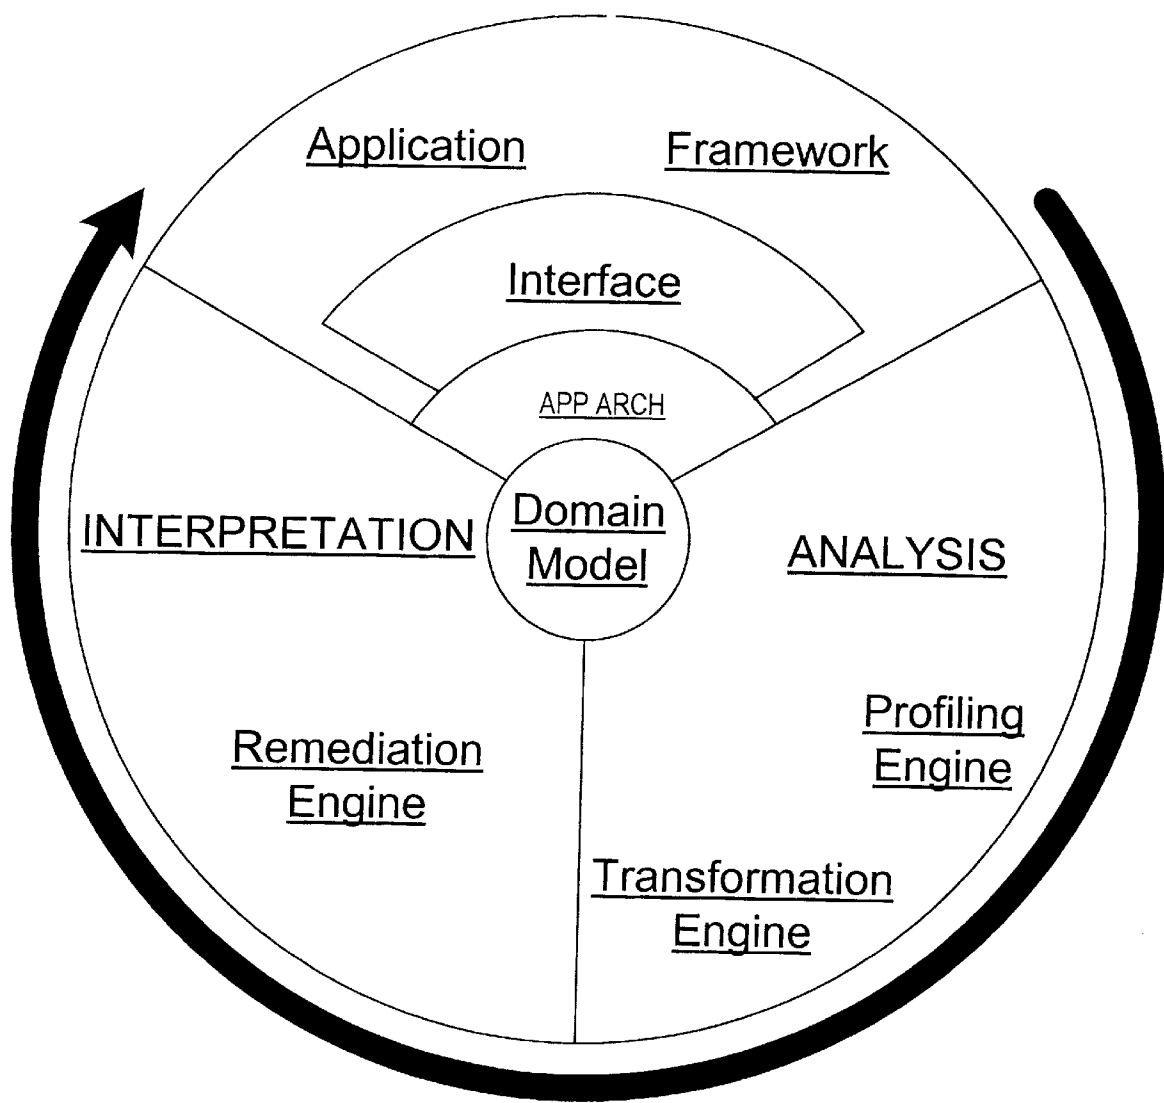 Application
Framework
Interface
APP ARCH
Domain
Model
INTERPRETATION
ANALYSIS
Remediation
Engine
Profiling
Engine
Transformation
Engine